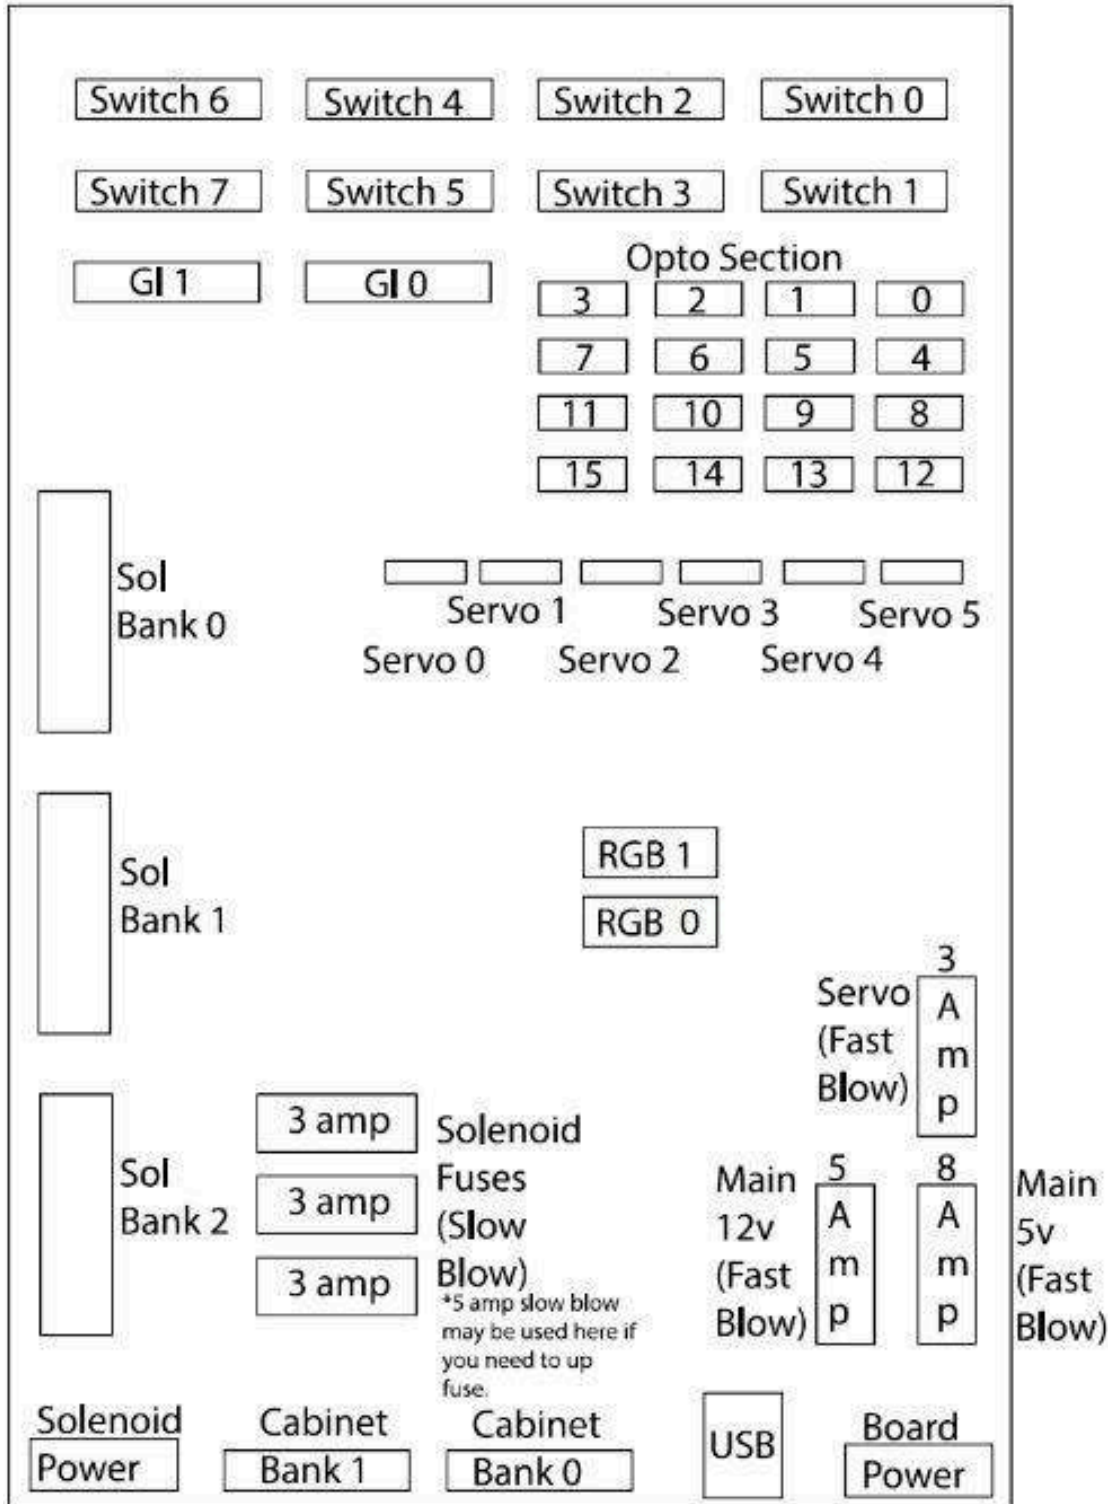 Switch 6
Switch 4
Switch 2
Switch 0
Switch 7
Switch 5
Switch 3
Switch 1
GI 1
GI 0
Opto Section
3
2
1
0
7
6
5
4
11
10
9
8
15
14
13
12
Sol
Bank 0
Servo 1
Servo 3
Servo 5
Servo 0
Servo 2
Servo 4
Sol
Bank 1
RGB 1
RGB 0
Servo
(Fast
Blow)
3
A
m
p
Sol
Bank 2
3 amp
3 amp
3 amp
Solenoid
Fuses
(Slow
Blow)
*5 amp slow blow
may be used here if
you need to up
fuse.
Main
12v
(Fast
Blow)
5
A
m
p
8
A
m
p
Main
5v
(Fast
Blow)
Solenoid
Power
Cabinet
Bank 1
Cabinet
Bank 0
USB
Board
Power